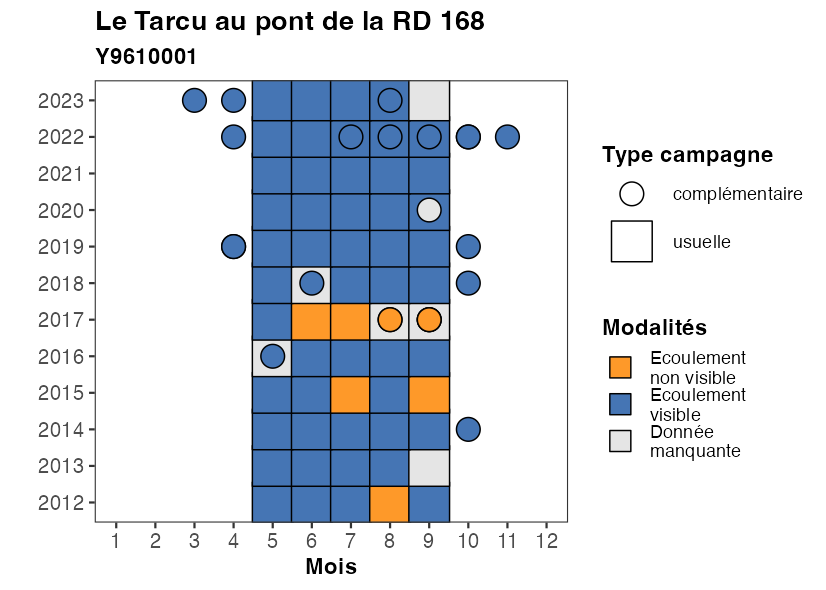 Le Tarcu au pont de la RD 168
Y9610001
2023
2022
2021
2020
2019
2018
2017
2016
2015
2014
2013
2012
1 2 3 4 5 6 7 8 9 10 11 12
Mois
Type campagne
complémentaire
usuelle
Modalités
Ecoulement
non visible
Ecoulement
visible
Donnée
manquante